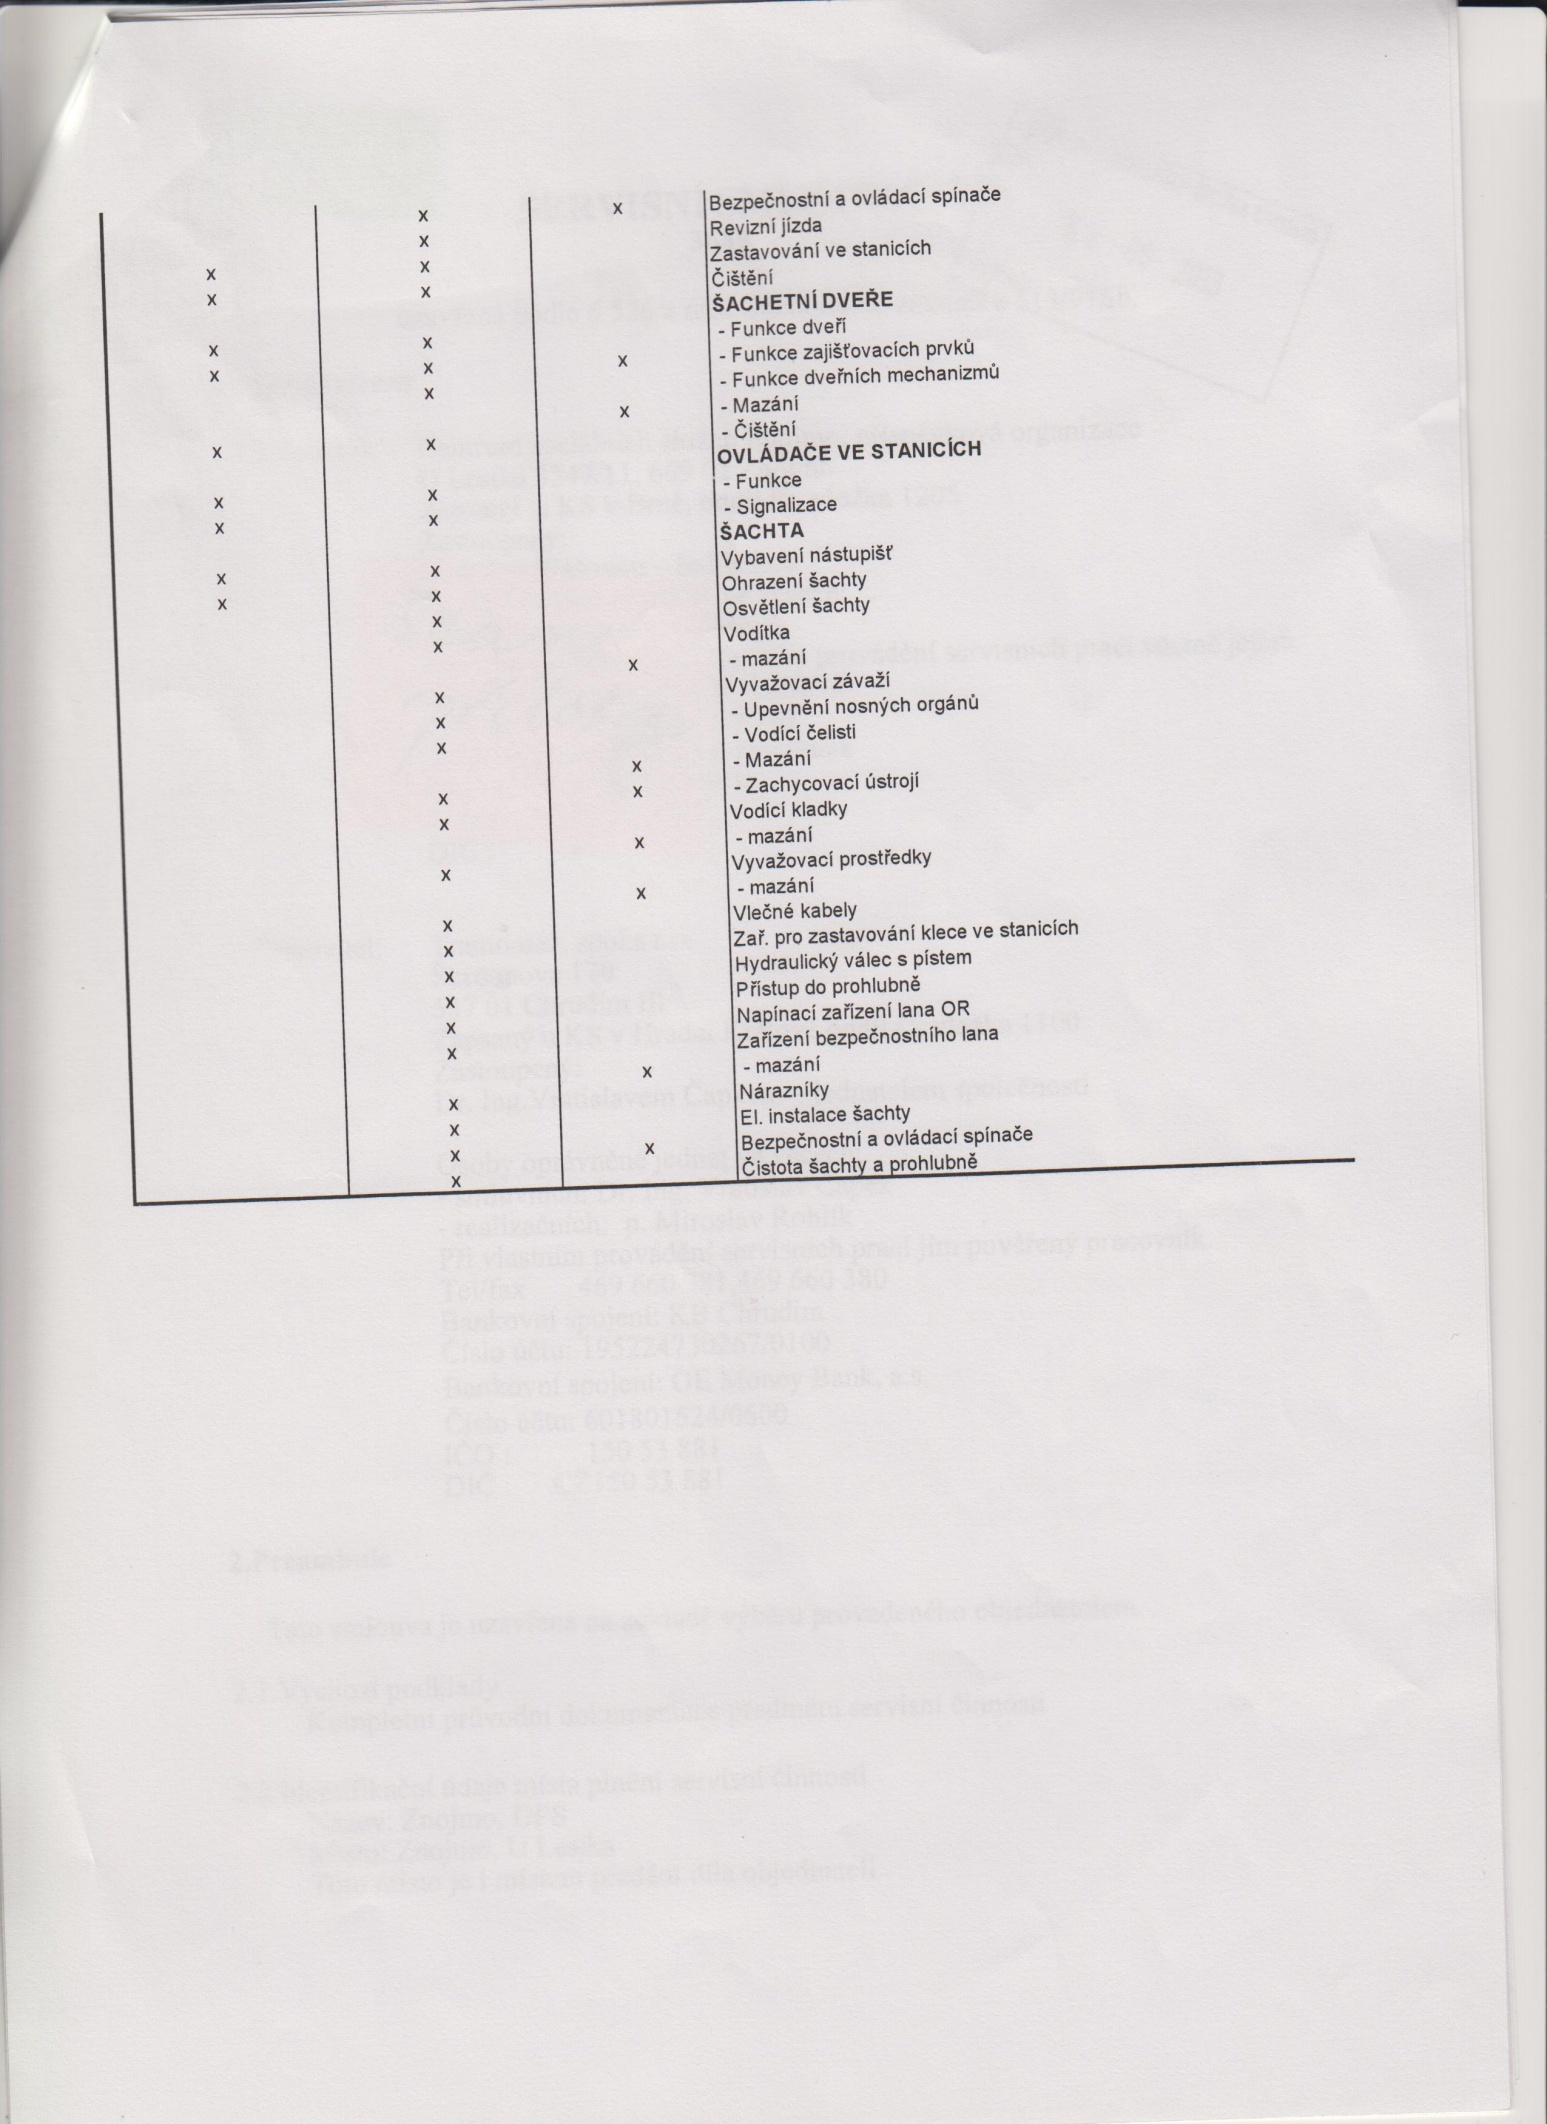 x x Bezpečnostní a ovládací spínače
x Revizní jízda
x x Zastavování ve stanicích
x x Čištění
ŠACHETNÍ DVEŘE
x x - Funkce dveří
x x x - Funkce zajišťovacích prvků
x - Funkce dveřních mechanizmů
x - Mazání
x x - Čištění
OVLÁDAČE VE STANICÍCH
x x - Funkce
x x - Signalizace
ŠACHTA
x x Vybavení nástupišť
x x Ohrazení šachty
x Osvětlení šachty
x Vodítka
x - mazání
x Vyvažovací závaží
x - Upevnění nosných orgánů
x - Vodící čelisti
x - Mazání
x x - Zachycovací ústrojí
x Vodící kladky
x - mazání
x Vyvažovací prostředky
x - mazání
x Vlečné kabely
x Zař. pro zastavování klece ve stanicích
x Hydraulický válec s pístem
x Přístup do prohlubně
x Napínací zařízení lana OR
x Zařízení bezpečnostního lana
x - mazání
x Nárazníky
x El. instalace šachty
x x Bezpečnostní a ovládací spínače
x Čistota šachty a prohlubně